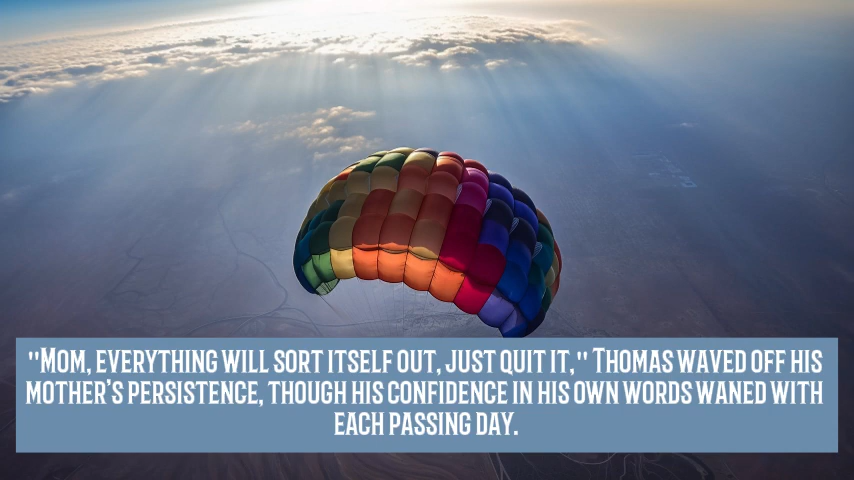 "Mom, everything will sort itself out, just quit it," Thomas waved off his
mother's persistence, though his confidence in his own words waned with
each passing day.